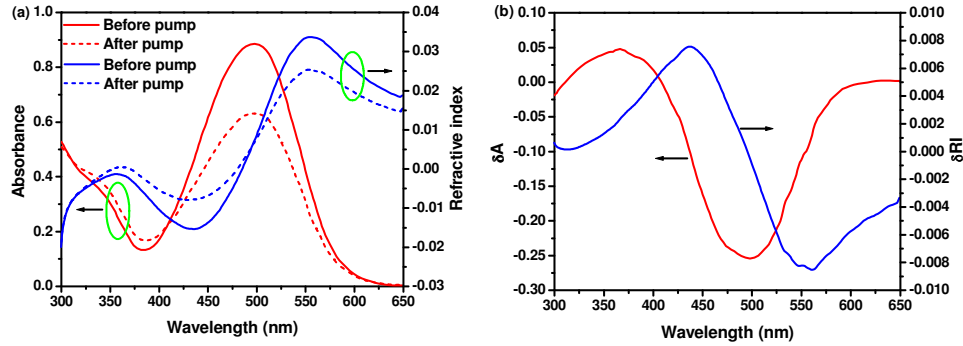 (a)
Before pump
After pump
Before pump
After pump
1.0
0.8
0.6
0.4
0.2
0.0
Absorbance
0.04
0.03
0.02
0.01
0.00
-0.01
-0.02
-0.03
Refractive index
300 350 400 450 500 550 600 650
Wavelength (nm)
(b)
0.10
0.05
0.00
-0.05
-0.10
-0.15
-0.20
-0.25
-0.30
δA
0.010
0.008
0.006
0.004
0.002
0.000
-0.002
-0.004
-0.006
-0.008
-0.010
δRI
300 350 400 450 500 550 600 650
Wavelength (nm)